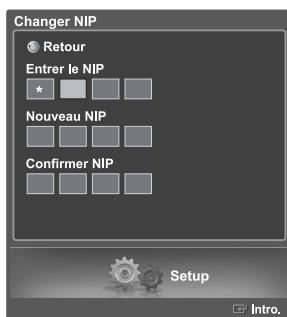 Changer NIP
Retour
Entrer le NIP
*
Nouveau NIP
Confirmer NIP
Setup
Intro.